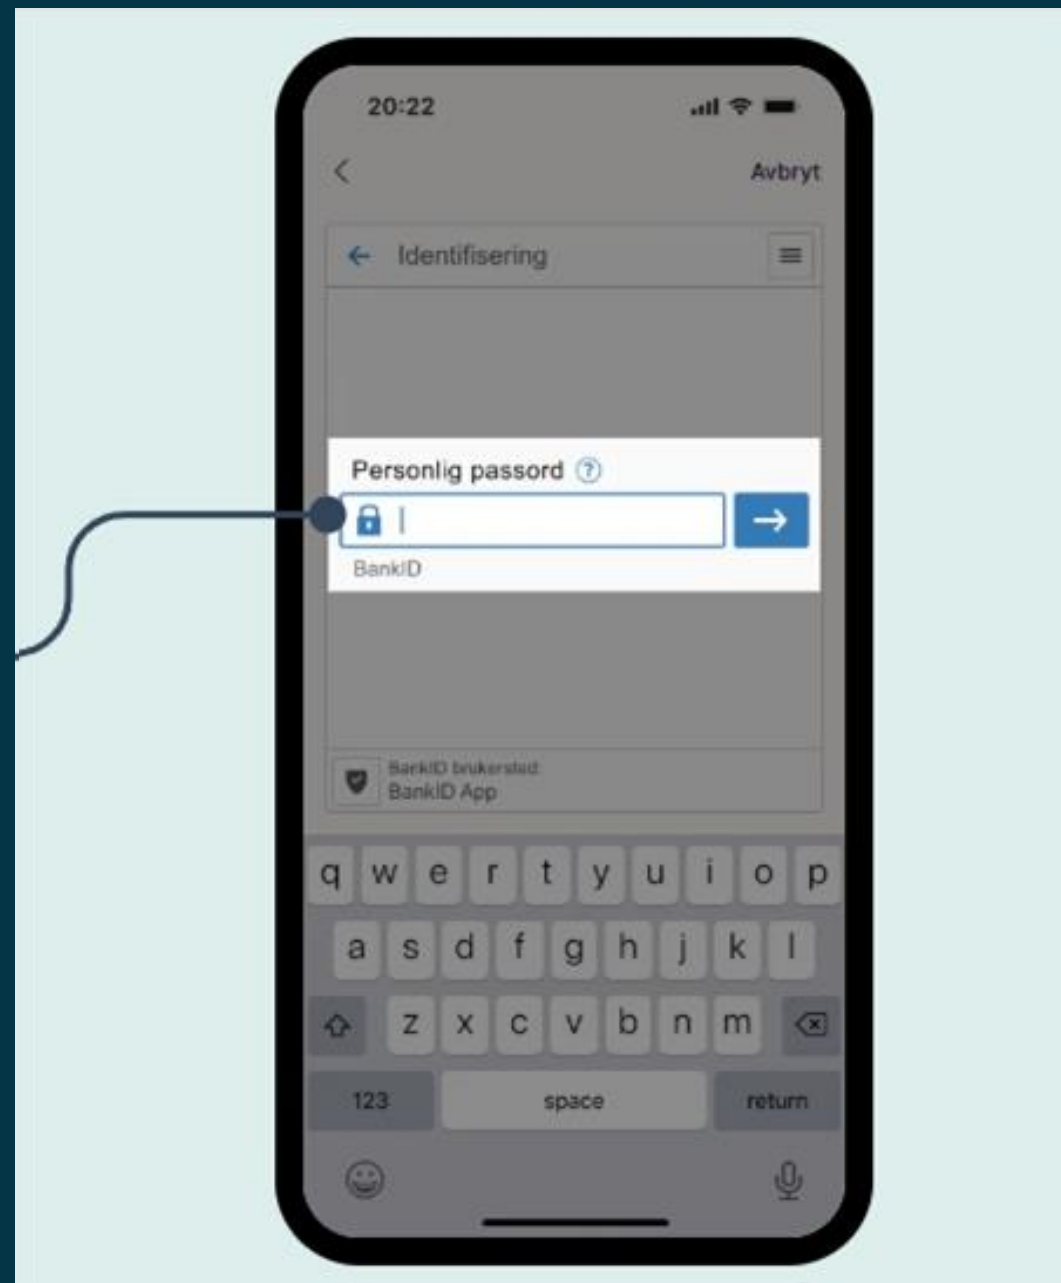 20:22
Avbryt
Identifisering
Personlig passord ?
BankID
BankID brukersted:
BankID App
q w e r t y u i o p
a s d f g h j k l
z x c v b n m
123 space return